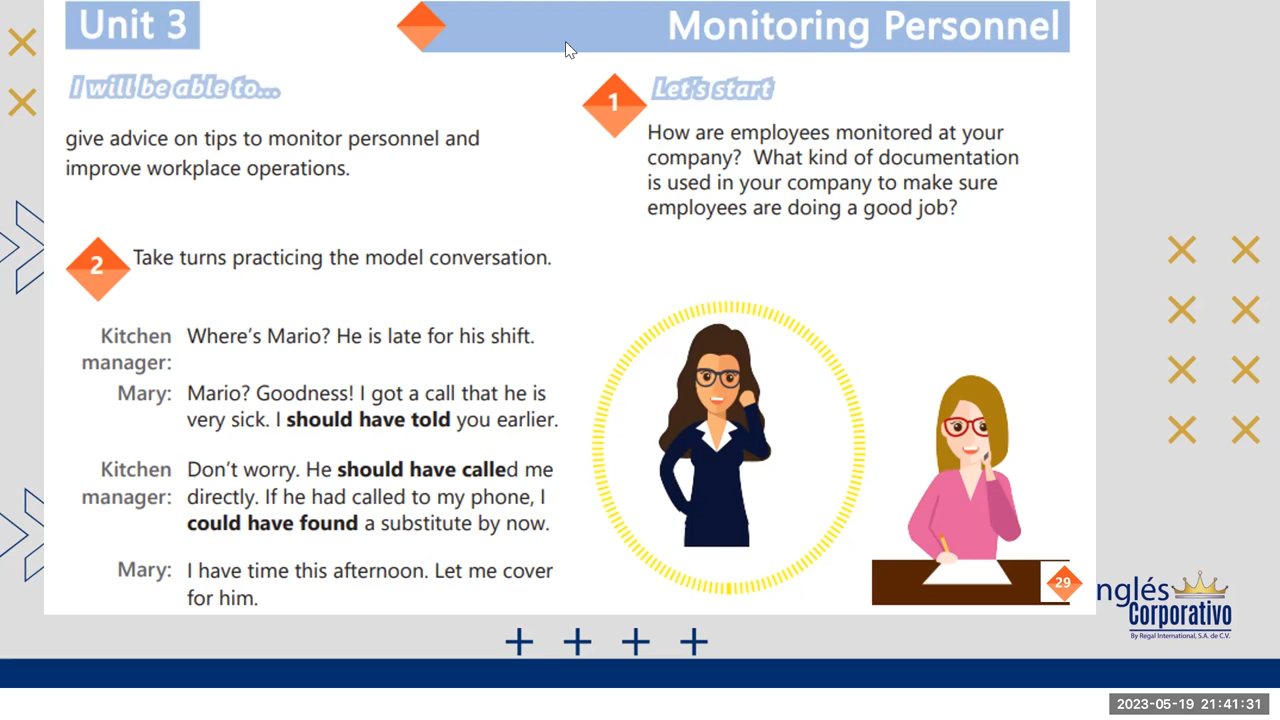 Unit 3
Monitoring Personnel
I will be able to...
give advice on tips to monitor personnel and
improve workplace operations.
1
Let's start
How are employees monitored at your
company? What kind of documentation
is used in your company to make sure
employees are doing a good job?
2
Take turns practicing the model conversation.
Kitchen manager:
Where's Mario? He is late for his shift.
Mary:
Mario? Goodness! I got a call that he is
very sick. I should have told you earlier.
Kitchen manager:
Don't worry. He should have called me
directly. If he had called to my phone, I
could have found a substitute by now.
Mary:
I have time this afternoon. Let me cover
for him.
29
nglés
Corporativo
By Regal International, S.A. de C.V.
2023-05-19 21:41:31